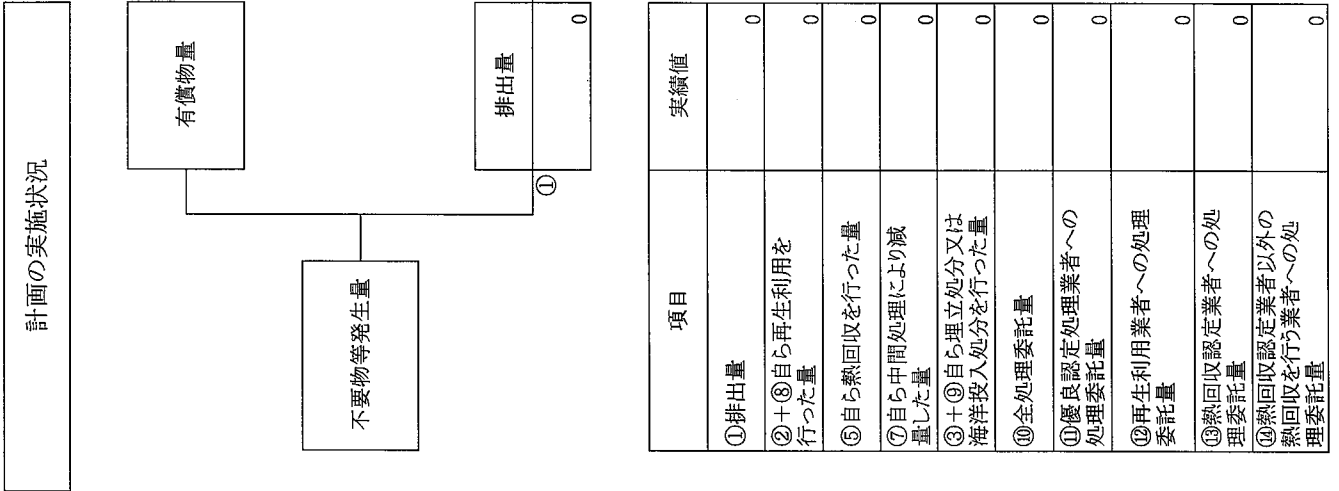 計画の実施状況
有償物量
不要物等発生量
①
排出量
0
項目
実績値
①排出量
0
②+⑧自ら再生利用を
行った量
0
⑤自ら熱回収を行った量
0
⑦自ら中間処理により減
量した量
0
③+⑨自ら埋立処分又は
海洋投入処分を行った量
0
⑩全処理委託量
0
⑪優良認定処理業者への
処理委託量
0
⑫再生利用業者への処理
委託量
0
⑬熱回収認定業者への処
理委託量
0
⑭熱回収認定業者以外の
熱回収を行う業者への処
理委託量
0